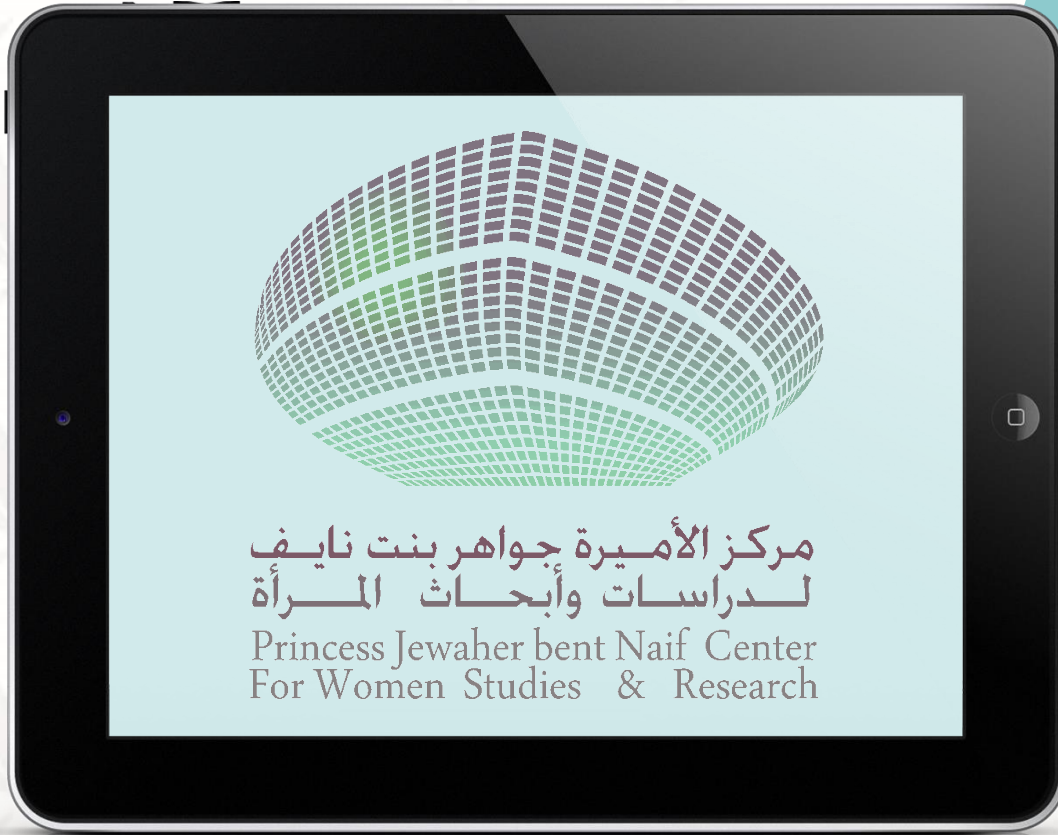 مركز الأميرة جواهر بنت نايف
لدراسات وأبحاث المرأة
Princess Jewaher bent Naif Center
For Women Studies & Research